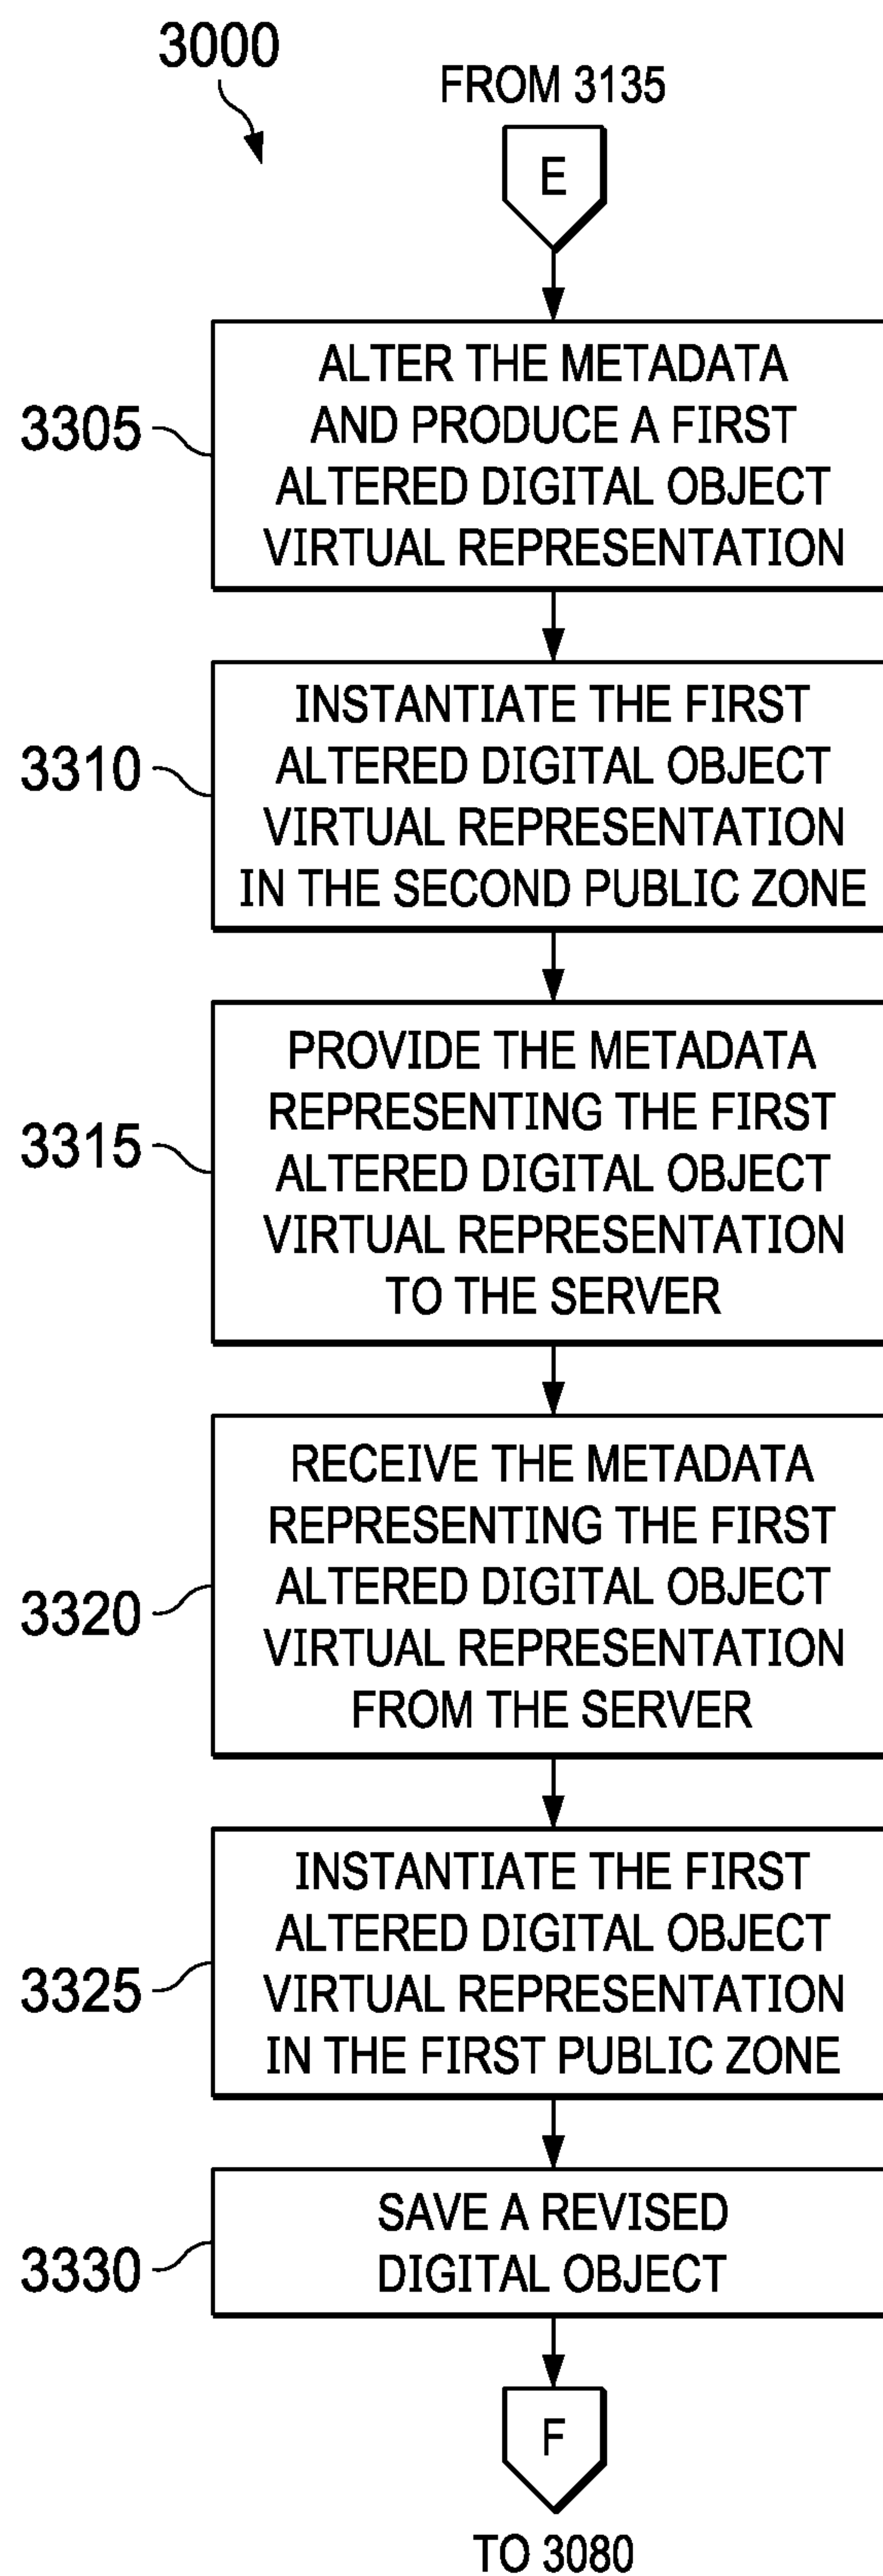 3000
FROM 3135
E
3305
ALTER THE METADATA
AND PRODUCE A FIRST
ALTERED DIGITAL OBJECT
VIRTUAL REPRESENTATION
3310
INSTANTIATE THE FIRST
ALTERED DIGITAL OBJECT
VIRTUAL REPRESENTATION
IN THE SECOND PUBLIC ZONE
3315
PROVIDE THE METADATA
REPRESENTING THE FIRST
ALTERED DIGITAL OBJECT
VIRTUAL REPRESENTATION
TO THE SERVER
3320
RECEIVE THE METADATA
REPRESENTING THE FIRST
ALTERED DIGITAL OBJECT
VIRTUAL REPRESENTATION
FROM THE SERVER
3325
INSTANTIATE THE FIRST
ALTERED DIGITAL OBJECT
VIRTUAL REPRESENTATION
IN THE FIRST PUBLIC ZONE
3330
SAVE A REVISED
DIGITAL OBJECT
F
TO 3080